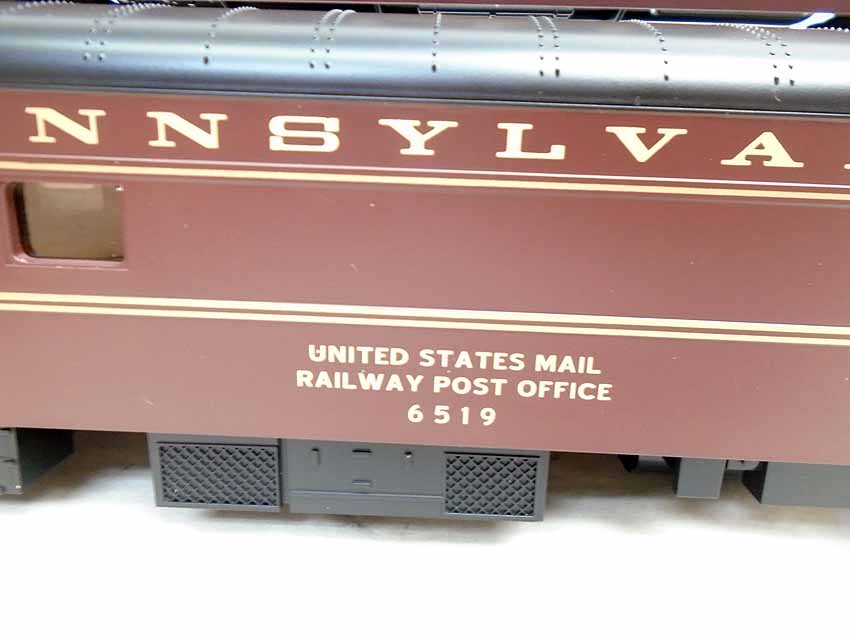 NNSYLVA
UNITED STATES MAIL
RAILWAY POST OFFICE
6519